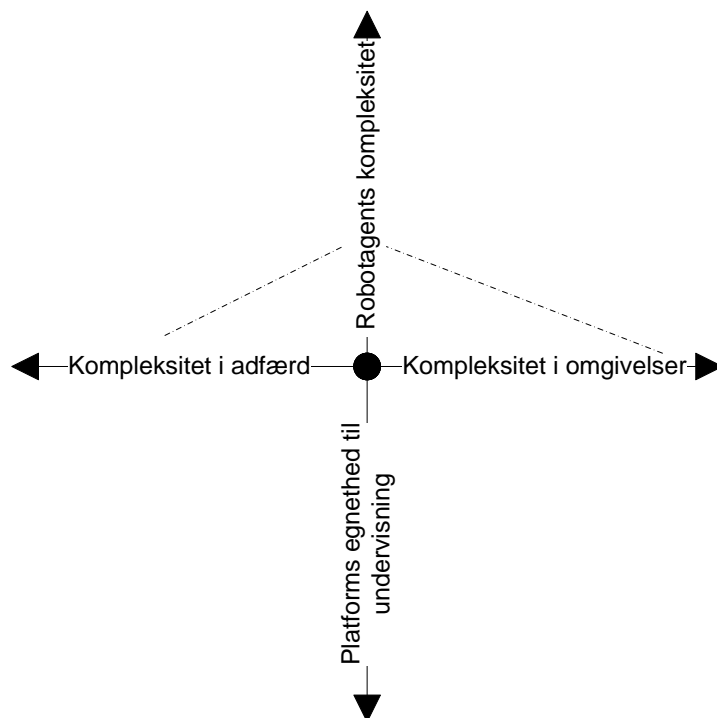 Robotagents kompleksitet
Kompleksitet i adfærd
Kompleksitet i omgivelser
Platforms egnethed til
undervisning